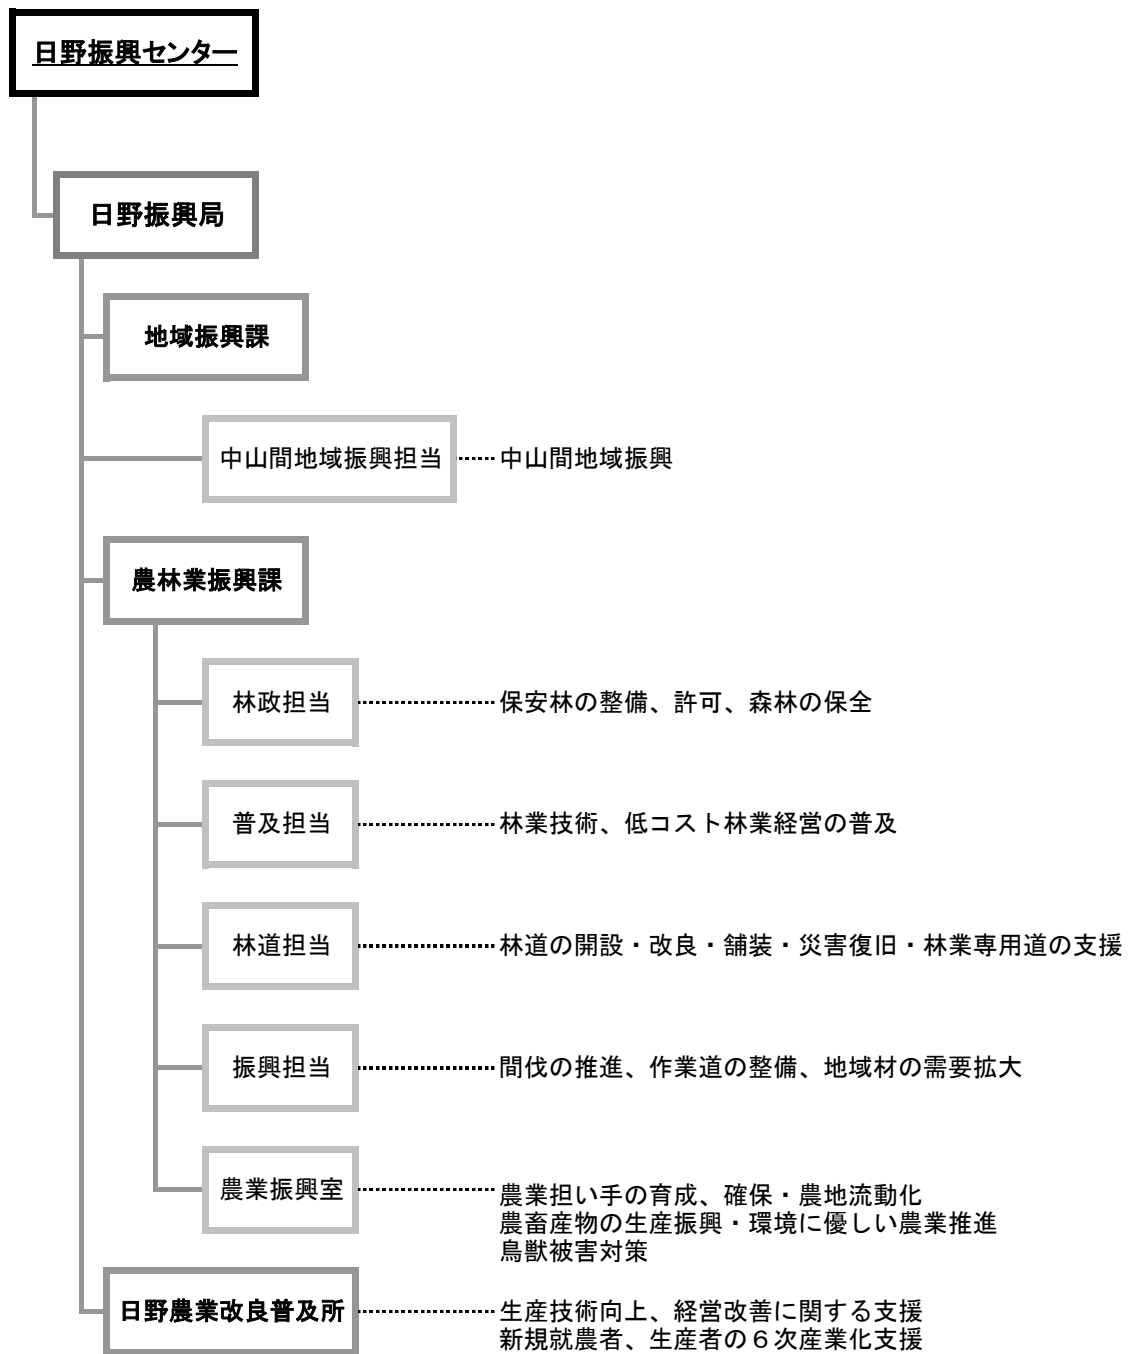 日野振興センター
日野振興局
地域振興課
中山間地域振興担当 中山間地域振興
農林業振興課
林政担当 保安林の整備、許可、森林の保全
普及担当 林業技術、低コスト林業経営の普及
林道担当 林道の開設・改良・舗装・災害復旧・林業専用道の支援
振興担当 間伐の推進、作業道の整備、地域材の需要拡大
農業振興室 農業担い手の育成、確保・農地流動化
農畜産物の生産振興・環境に優しい農業推進
鳥獣被害対策
日野農業改良普及所 生産技術向上、経営改善に関する支援
新規就農者、生産者の６次産業化支援